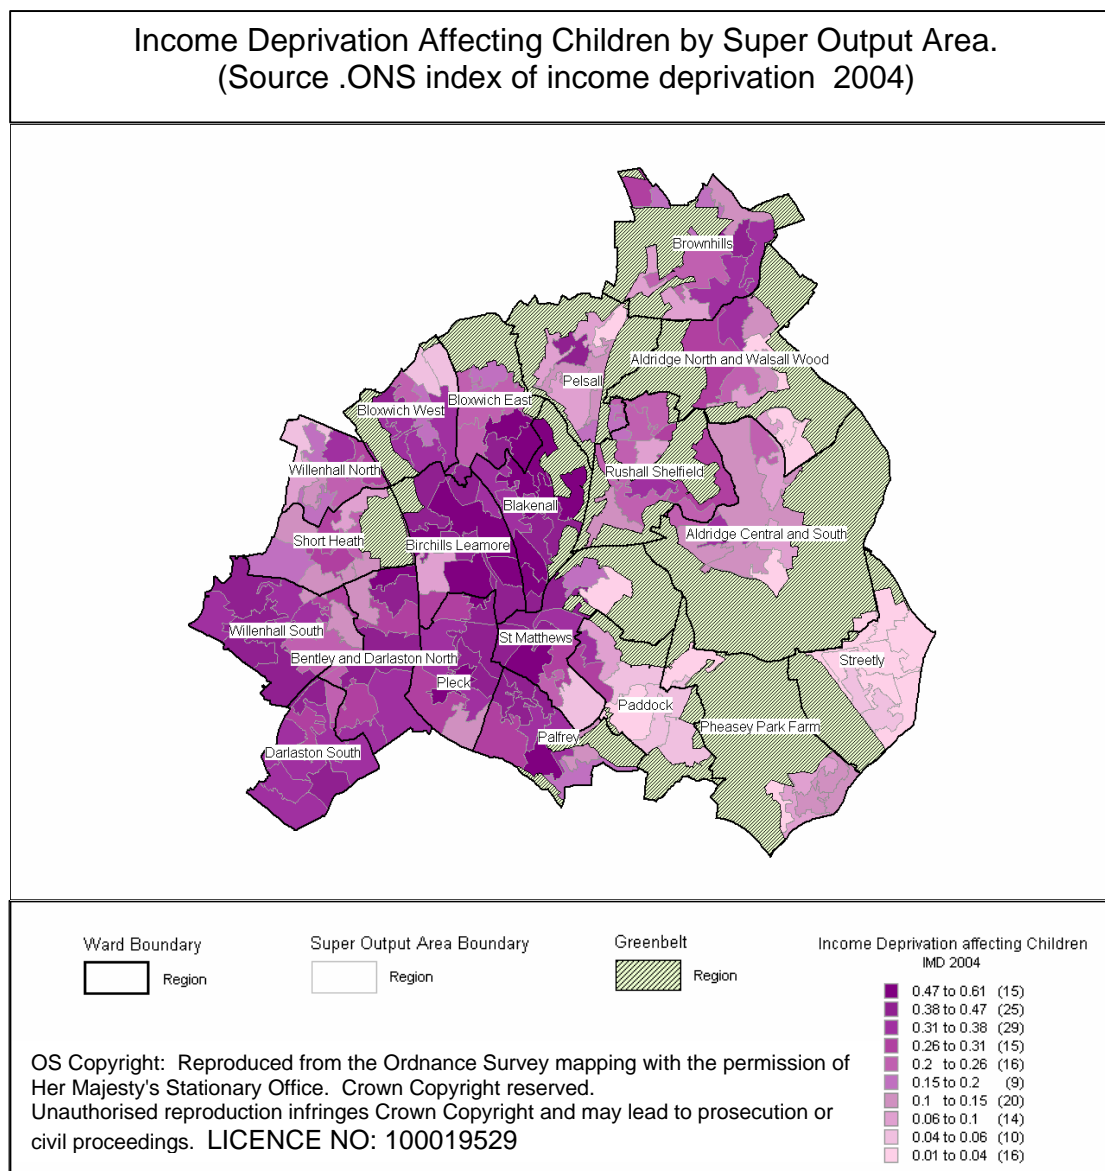 Income Deprivation Affecting Children by Super Output Area.
(Source .ONS index of income deprivation 2004)
Brownhills
Aldridge North and Walsall Wood
Pelsall
Bloxwich East
Bloxwich West
Willenhall North
Rushall Shelfield
Blakenall
Short Heath
Birchills Leamore
Aldridge Central and South
Willenhall South
St Matthews
Bentley and Darlaston North
Streetly
Pleck
Paddock
Pheasey Park Farm
Palfrey
Darlaston South
Ward Boundary
Region
Super Output Area Boundary
Region
Greenbelt
Region
Income Deprivation affecting Children
IMD 2004
0.47 to 0.61 (15)
0.38 to 0.47 (25)
0.31 to 0.38 (29)
0.26 to 0.31 (15)
0.2 to 0.26 (16)
0.15 to 0.2 (9)
0.1 to 0.15 (20)
0.06 to 0.1 (14)
0.04 to 0.06 (10)
0.01 to 0.04 (16)
OS Copyright: Reproduced from the Ordnance Survey mapping with the permission of
Her Majesty's Stationary Office. Crown Copyright reserved.
Unauthorised reproduction infringes Crown Copyright and may lead to prosecution or
civil proceedings. LICENCE NO: 100019529